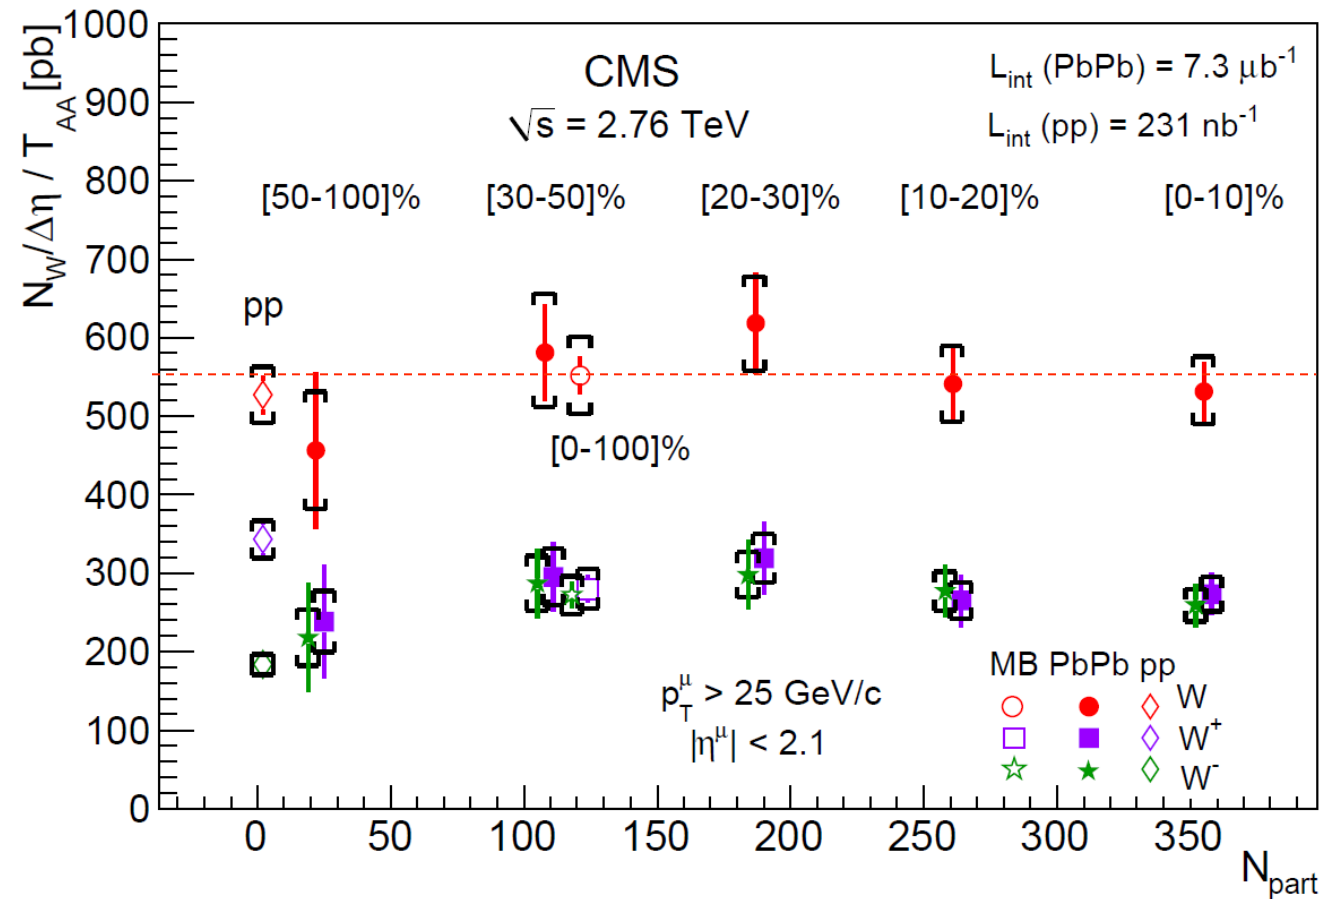 N_W/Δη / T_AA [pb]
1000
900
800
700
600
500
400
300
200
100
0
CMS
√s = 2.76 TeV
L_int (PbPb) = 7.3 μb⁻¹
L_int (pp) = 231 nb⁻¹
[50-100]% [30-50]% [20-30]% [10-20]% [0-10]%
pp
[0-100]%
p_T^μ > 25 GeV/c
|η^μ| < 2.1
MB PbPb pp
W
W⁺
W⁻
0 50 100 150 200 250 300 350
N_part